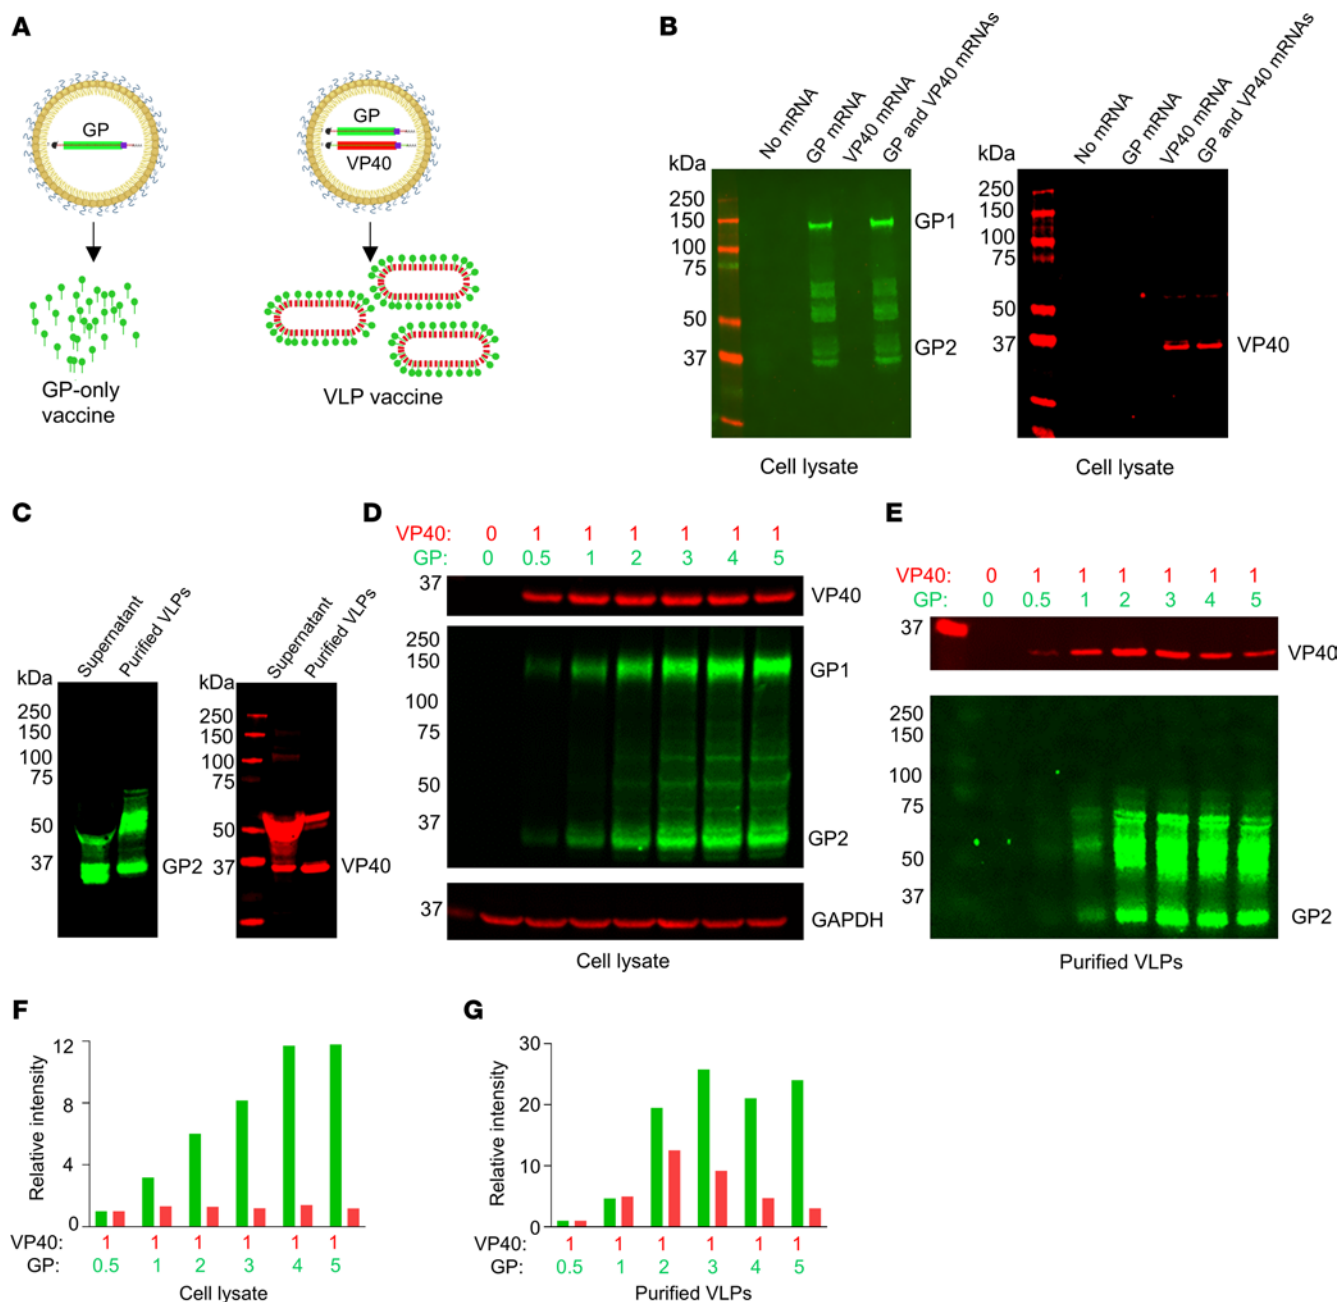 A
GP
GP
VP40
GP-only
vaccine
VLP vaccine
B
kDa
No mRNA
GP mRNA
VP40 mRNA
GP and VP40 mRNAs
250
150
100
75
50
37
GP1
GP2
Cell lysate
kDa
No mRNA
GP mRNA
VP40 mRNA
GP and VP40 mRNAs
250
150
100
75
50
37
VP40
Cell lysate
C
Supernatant
Purified VLPs
kDa
250
150
100
75
50
37
GP2
Supernatant
Purified VLPs
kDa
250
150
100
75
50
37
VP40
D
VP40: 0 1 1 1 1 1 1
GP: 0 0.5 1 2 3 4 5
37
VP40
250
150
100
75
50
37
GP1
GP2
37
GAPDH
Cell lysate
E
VP40: 0 1 1 1 1 1 1
GP: 0 0.5 1 2 3 4 5
37
VP40
250
150
100
75
50
37
GP2
Purified VLPs
F
Relative intensity
12
8
4
0
VP40: 1 1 1 1 1 1
GP: 0.5 1 2 3 4 5
Cell lysate
G
Relative intensity
30
20
10
0
VP40: 1 1 1 1 1 1
GP: 0.5 1 2 3 4 5
Purified VLPs